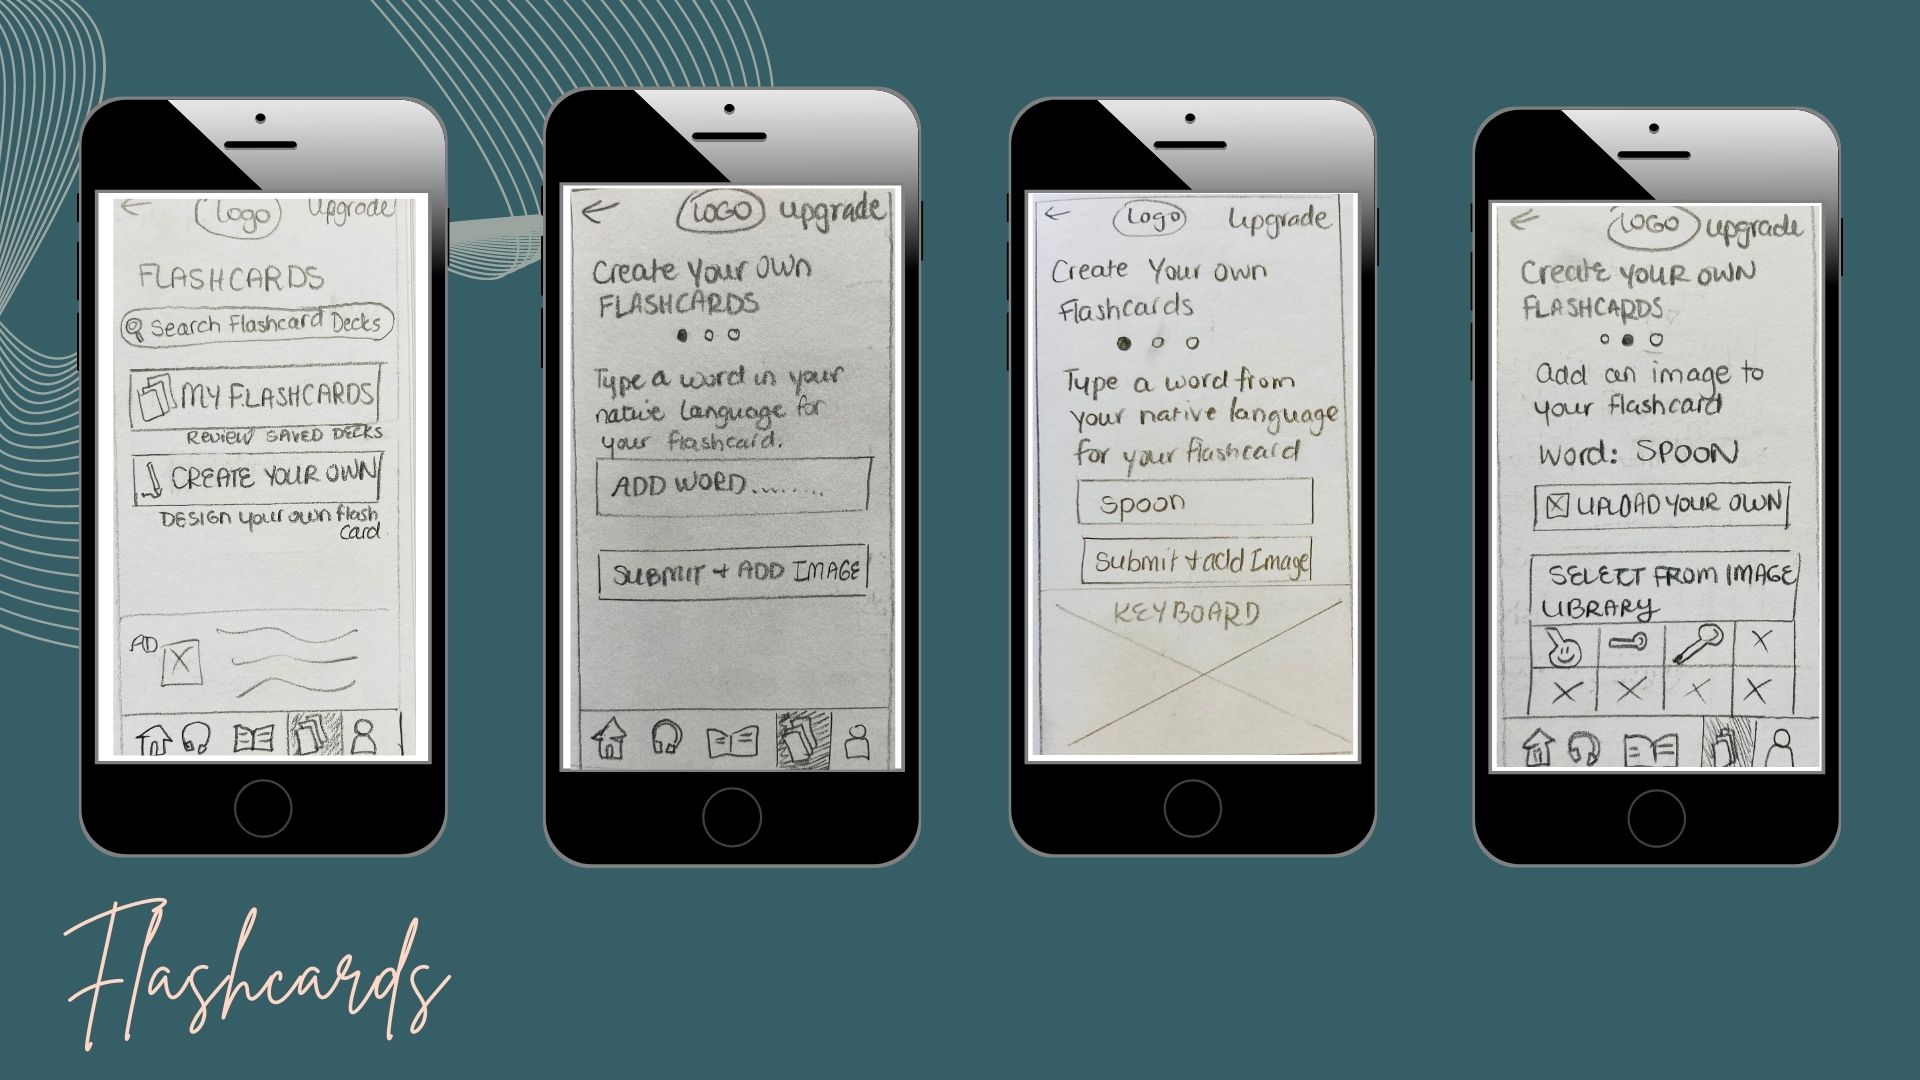 Logo
Upgrade
FLASHCARDS
Search Flashcard Decks
MY FLASHCARDS
REVIEW SAVED DECKS
CREATE YOUR OWN
DESIGN your own flash
card
AD
LOGO
upgrade
Create Your Own
FLASHCARDS
Type a word in your
native language for
your flashcard.
ADD WORD........
SUBMIT + ADD IMAGE
Logo
Upgrade
Create Your Own
Flashcards
Type a word from
your native language
for your flashcard
Spoon
Submit + add Image
KEYBOARD
LOGO
upgrade
Create YOUR OWN
FLASHCARDS
Add an image to
your flashcard
Word: SPOON
UPLOAD YOUR OWN
SELECT FROM IMAGE
LIBRARY
Flashcards